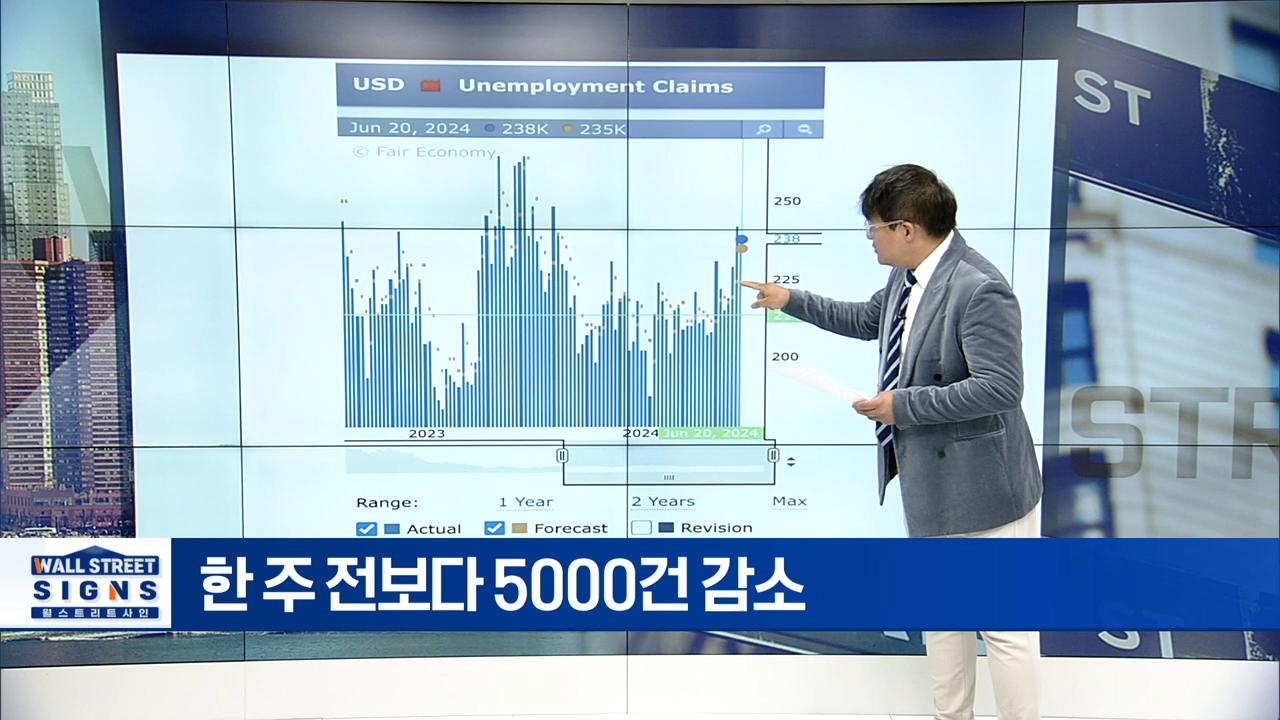 USD Unemployment Claims
ST
Jun 20, 2024 238K 235K
© Fair Economy
250
238
225
200
2023 2024 Jun 20, 2024
STR
Range: 1 Year 2 Years Max
Actual Forecast Revision
WALL STREET
SIGNS
월스트리트사인
한 주 전보다 5000건 감소
ST